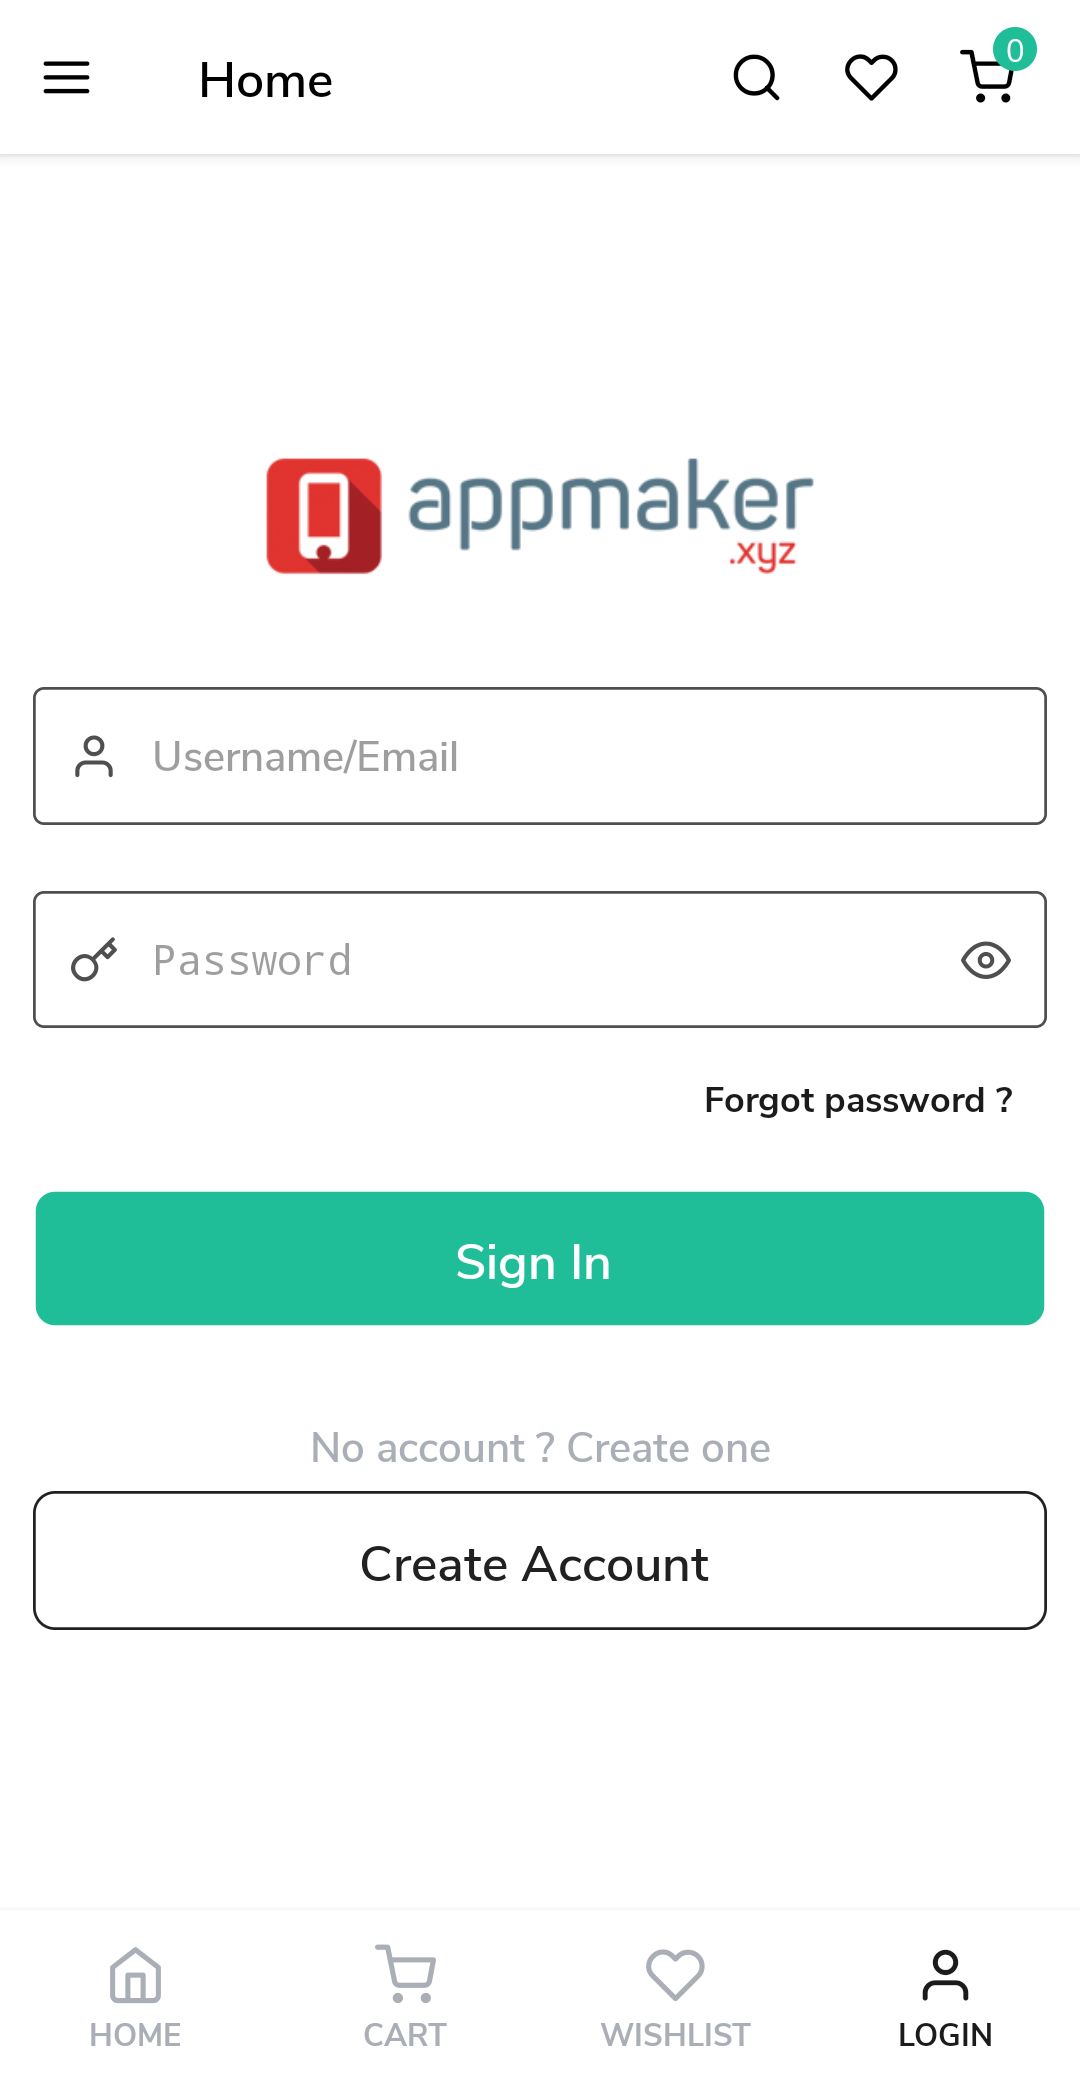 Home
0
appmaker
.xyz
Username/Email
Password
Forgot password ?
Sign In
No account ? Create one
Create Account
HOME CART WISHLIST LOGIN